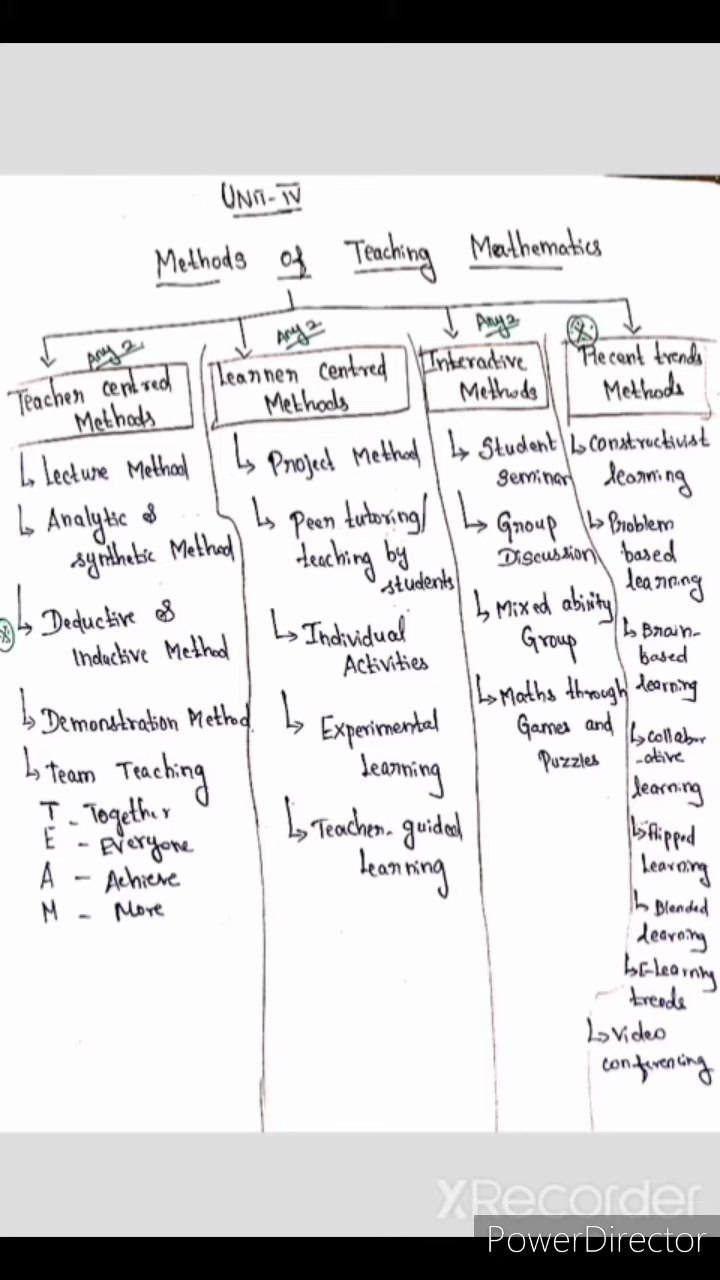 UNIT-IV
Methods of Teaching Mathematics
Any 2
Teacher centred
Methods
Lecture Method
Analytic &
synthetic Method
Deductive &
Inductive Method
Demonstration Method
Team Teaching
T - Together
E - Everyone
A - Achieve
M - More
Any 2
Learner centred
Methods
Project Method
Peer tutoring/
teaching by
students
Individual
Activities
Experimental
Learning
Teacher-guided
Learning
Any 2
Interactive
Methods
Student
seminar
Group
Discussion
Mixed ability
Group
Maths through
Games and
Puzzles
Recent trends
Methods
Constructivist
learning
Problem
based
learning
Brain-
based
learning
Collabor
-ative
learning
Flipped
Learning
Blended
learning
E-learning
trends
Video
conferencing
XRecorder
PowerDirector